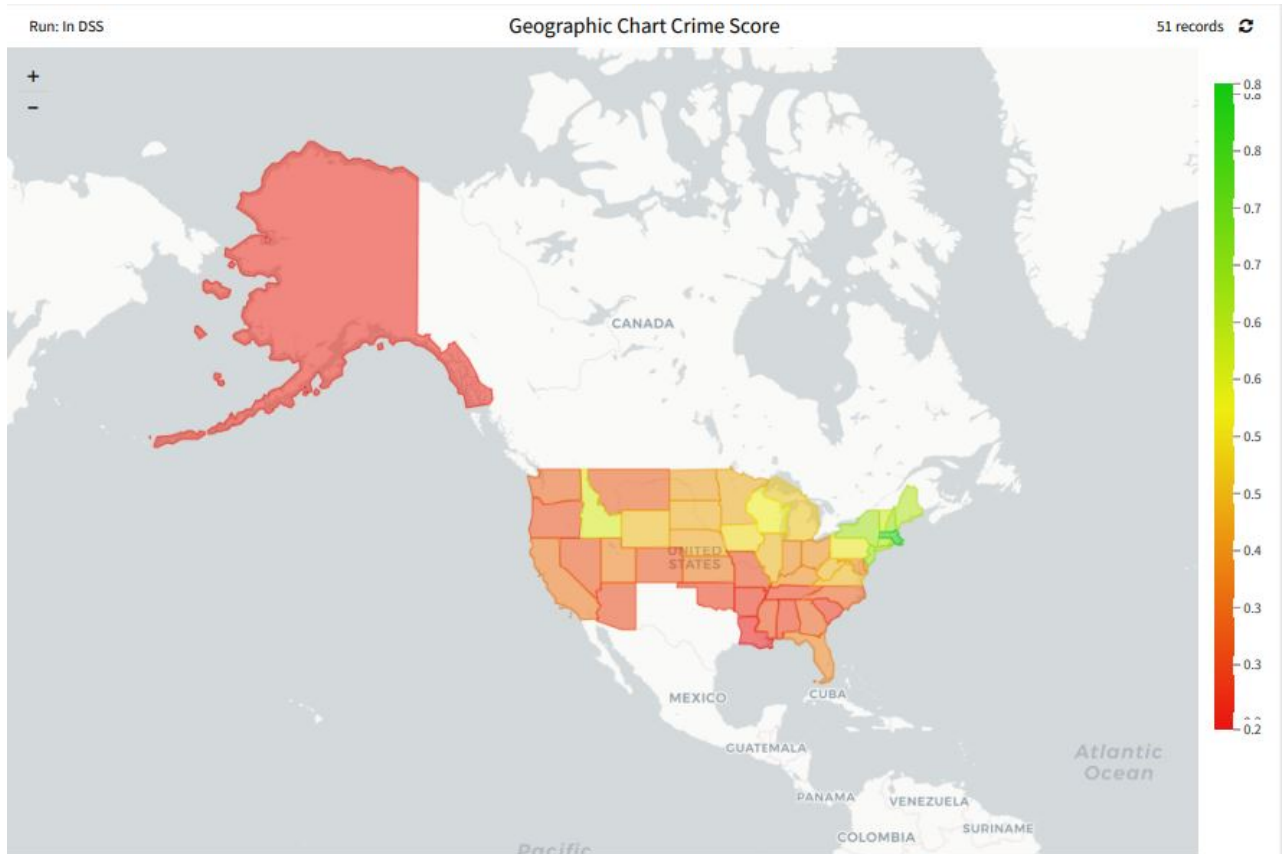 Run: In DSS
Geographic Chart Crime Score
51 records
+
−
0.8
0.8
0.8
0.7
0.7
0.6
0.6
0.5
0.5
0.4
0.3
0.3
0.2
CANADA
UNITED
STATES
MEXICO
CUBA
GUATEMALA
PANAMA
VENEZUELA
COLOMBIA
SURINAME
Atlantic
Ocean
Pacific